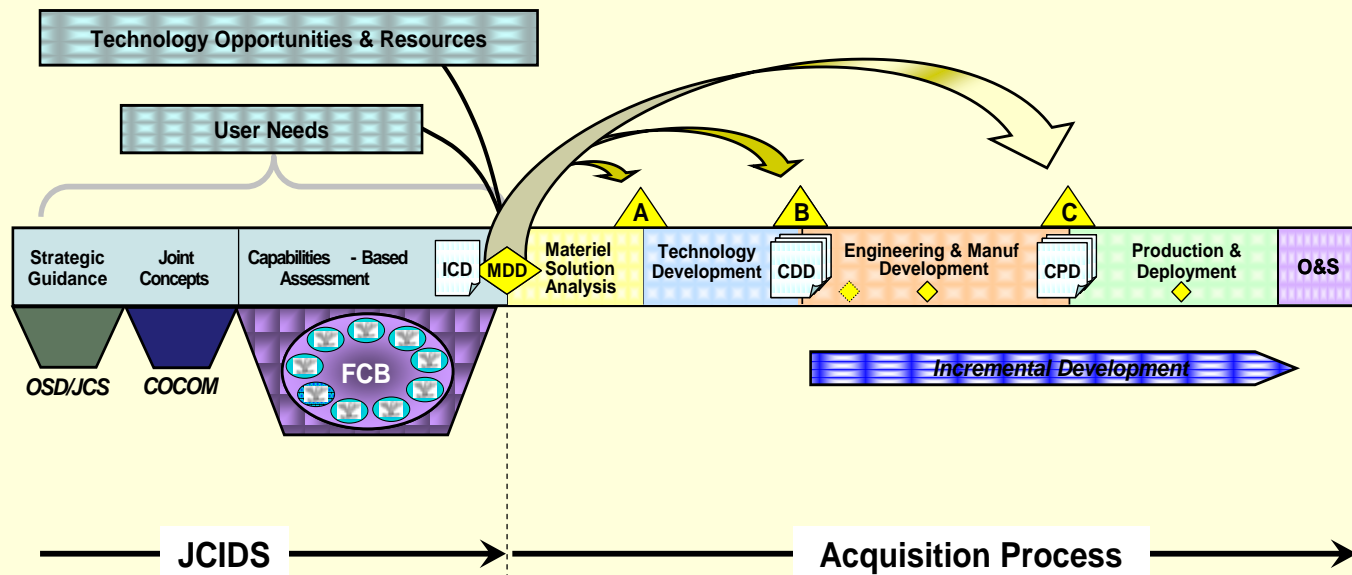 Technology Opportunities & Resources
User Needs
A
B
C
Strategic
Guidance
Joint
Concepts
Capabilities - Based
Assessment
ICD
MDD
Materiel
Solution
Analysis
Technology
Development
CDD
Engineering & Manuf
Development
CPD
Production &
Deployment
O&S
OSD/JCS
COCOM
FCB
Incremental Development
JCIDS
Acquisition Process